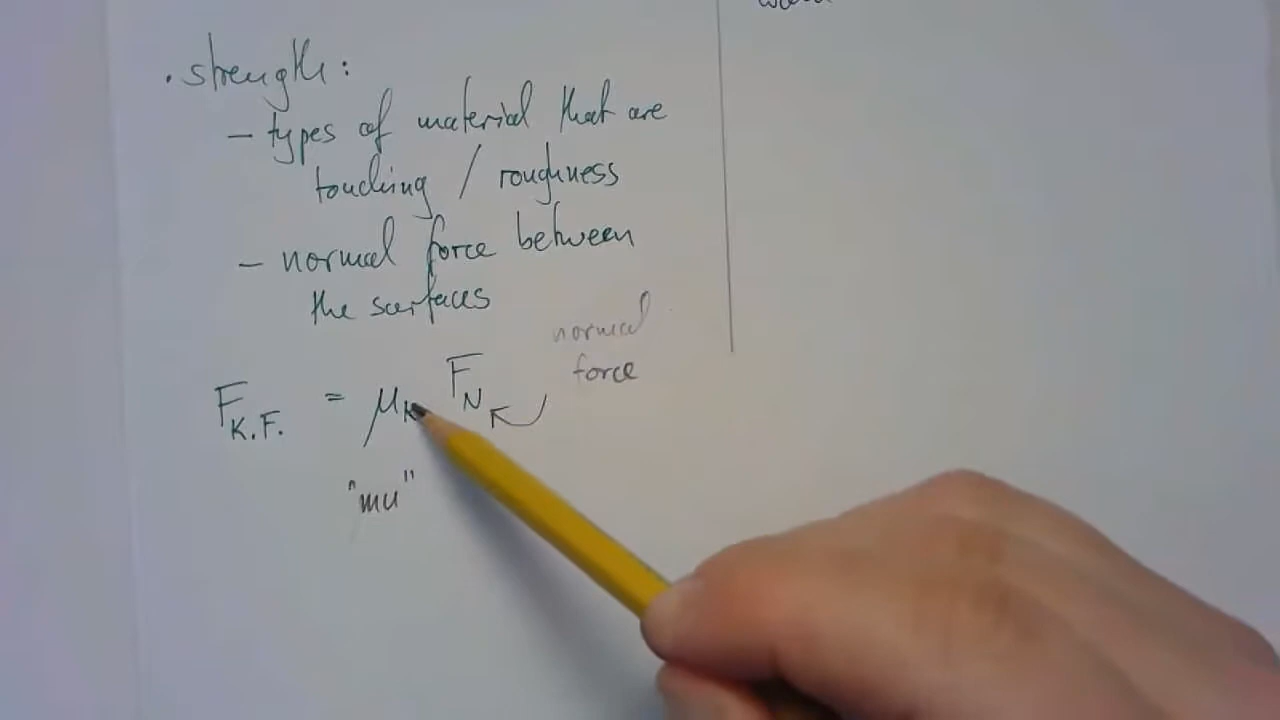 • strength:
– types of material that are
touching / roughness
– normal force between
the surfaces
normal
force
F_K.F. = μ_K F_N
"mu"